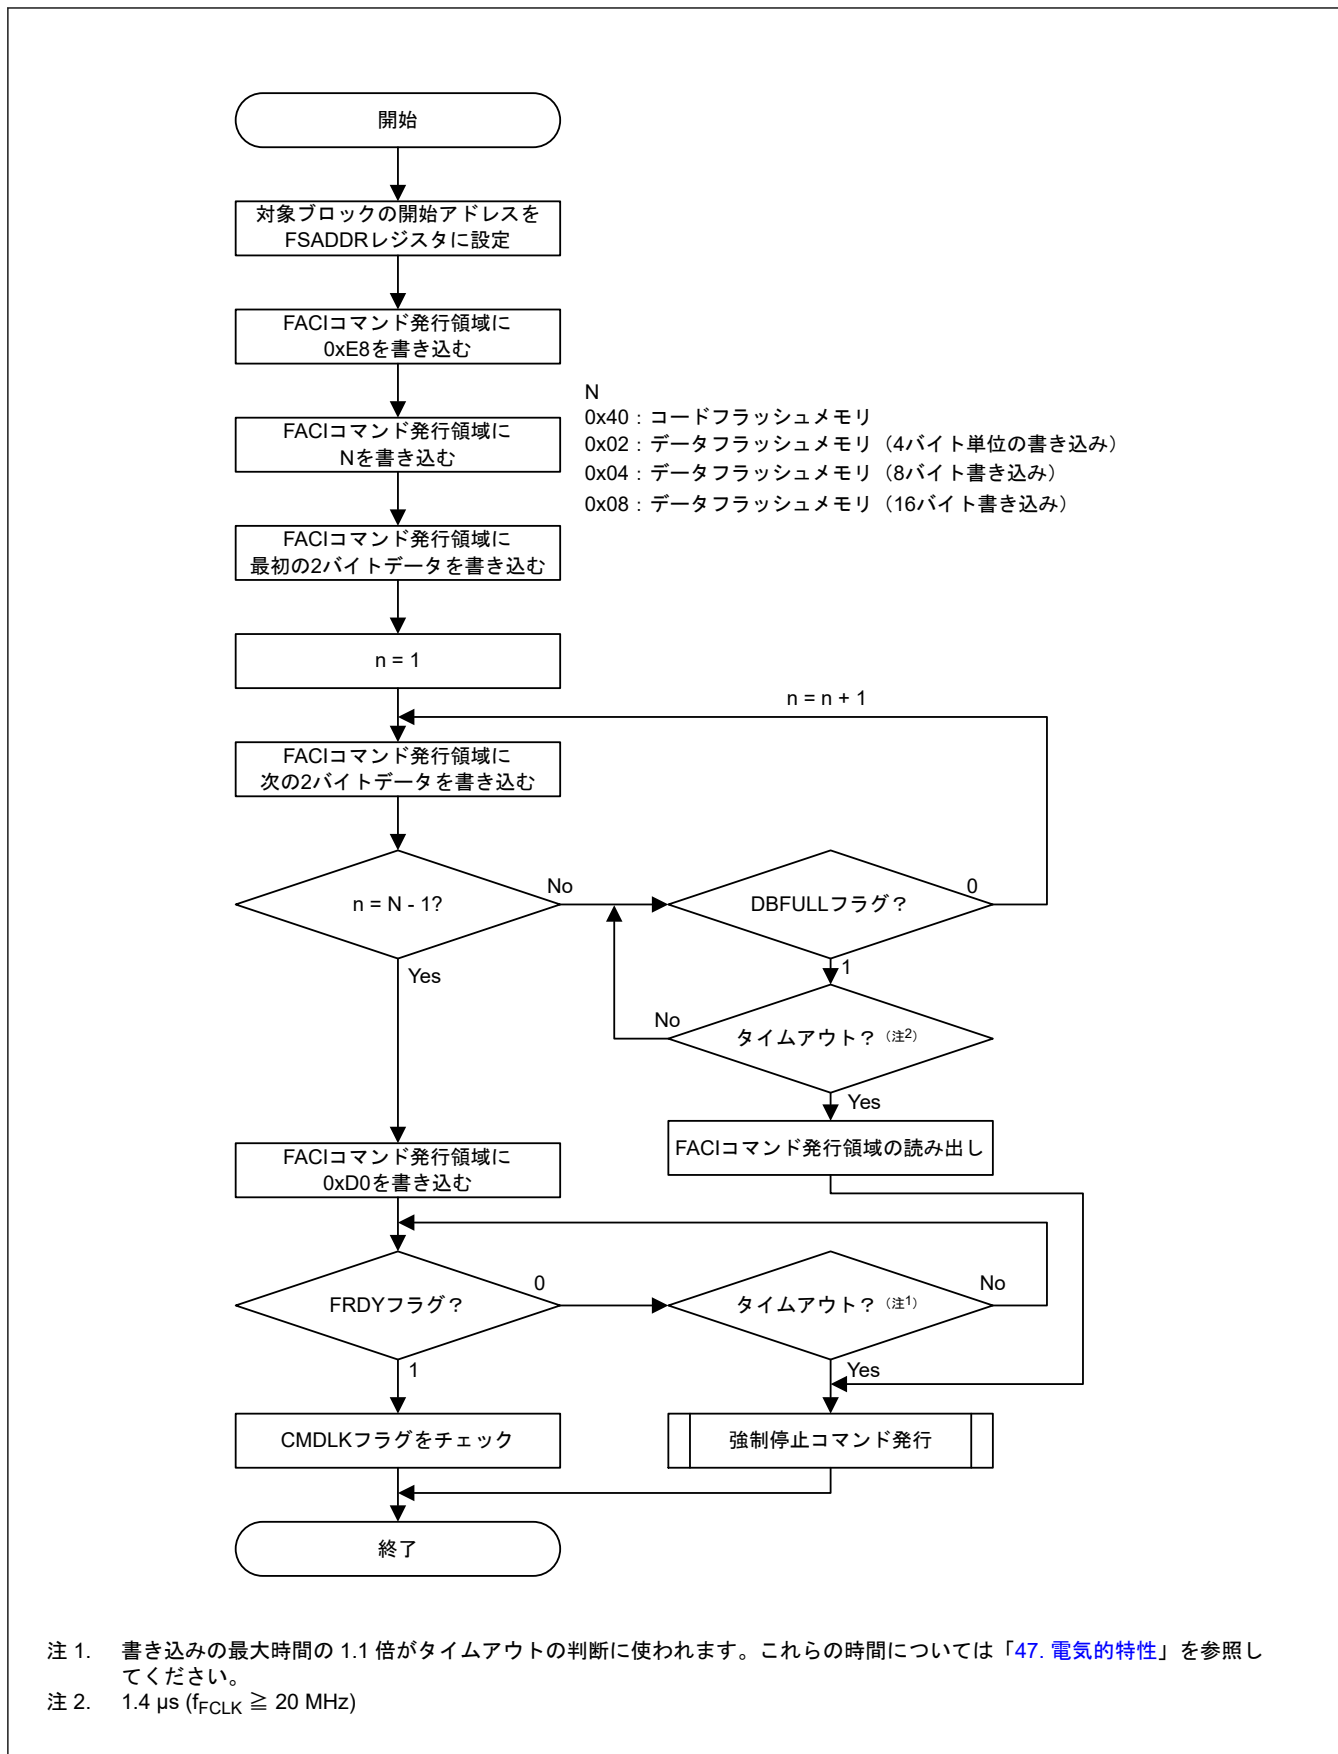 開始
対象ブロックの開始アドレスを
FSADDRレジスタに設定
FACIコマンド発行領域に
0xE8を書き込む
FACIコマンド発行領域に
Nを書き込む
N
0x40：コードフラッシュメモリ
0x02：データフラッシュメモリ（4バイト単位の書き込み）
0x04：データフラッシュメモリ（8バイト書き込み）
0x08：データフラッシュメモリ（16バイト書き込み）
FACIコマンド発行領域に
最初の2バイトデータを書き込む
n = 1
n = n + 1
FACIコマンド発行領域に
次の2バイトデータを書き込む
n = N - 1?
No
DBFULLフラグ？
0
Yes
1
タイムアウト？（注2）
No
Yes
FACIコマンド発行領域の読み出し
FACIコマンド発行領域に
0xD0を書き込む
FRDYフラグ？
0
タイムアウト？（注1）
No
1
Yes
CMDLKフラグをチェック
強制停止コマンド発行
終了
注 1. 書き込みの最大時間の 1.1 倍がタイムアウトの判断に使われます。これらの時間については「47. 電気的特性」を参照し
てください。
注 2. 1.4 µs (fFCLK ≧ 20 MHz)